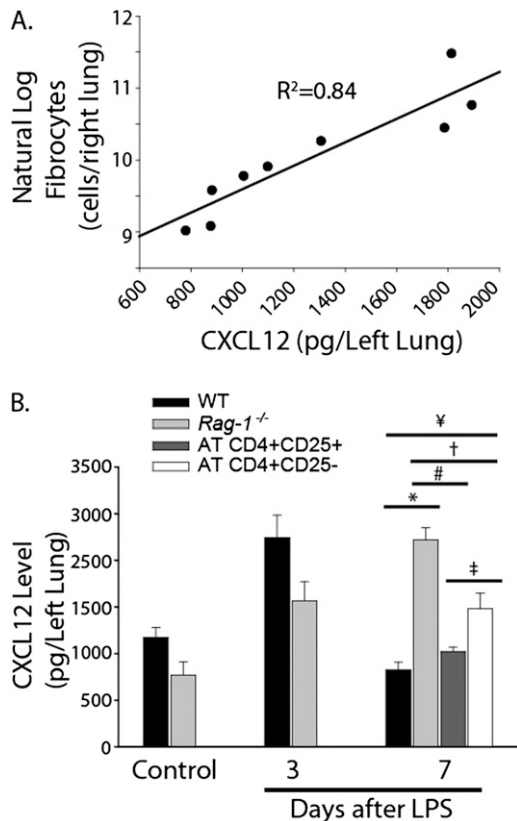 A.
Natural Log
Fibrocytes
(cells/right lung)
12
11
10
9
R²=0.84
600
800
1000
1200
1400
1600
1800
2000
CXCL12 (pg/Left Lung)
B.
WT
Rag-1⁻/⁻
AT CD4+CD25+
AT CD4+CD25-
CXCL12 Level
(pg/Left Lung)
3500
3000
2500
1500
1000
500
0
¥
†
#
*
‡
Control
3
7
Days after LPS